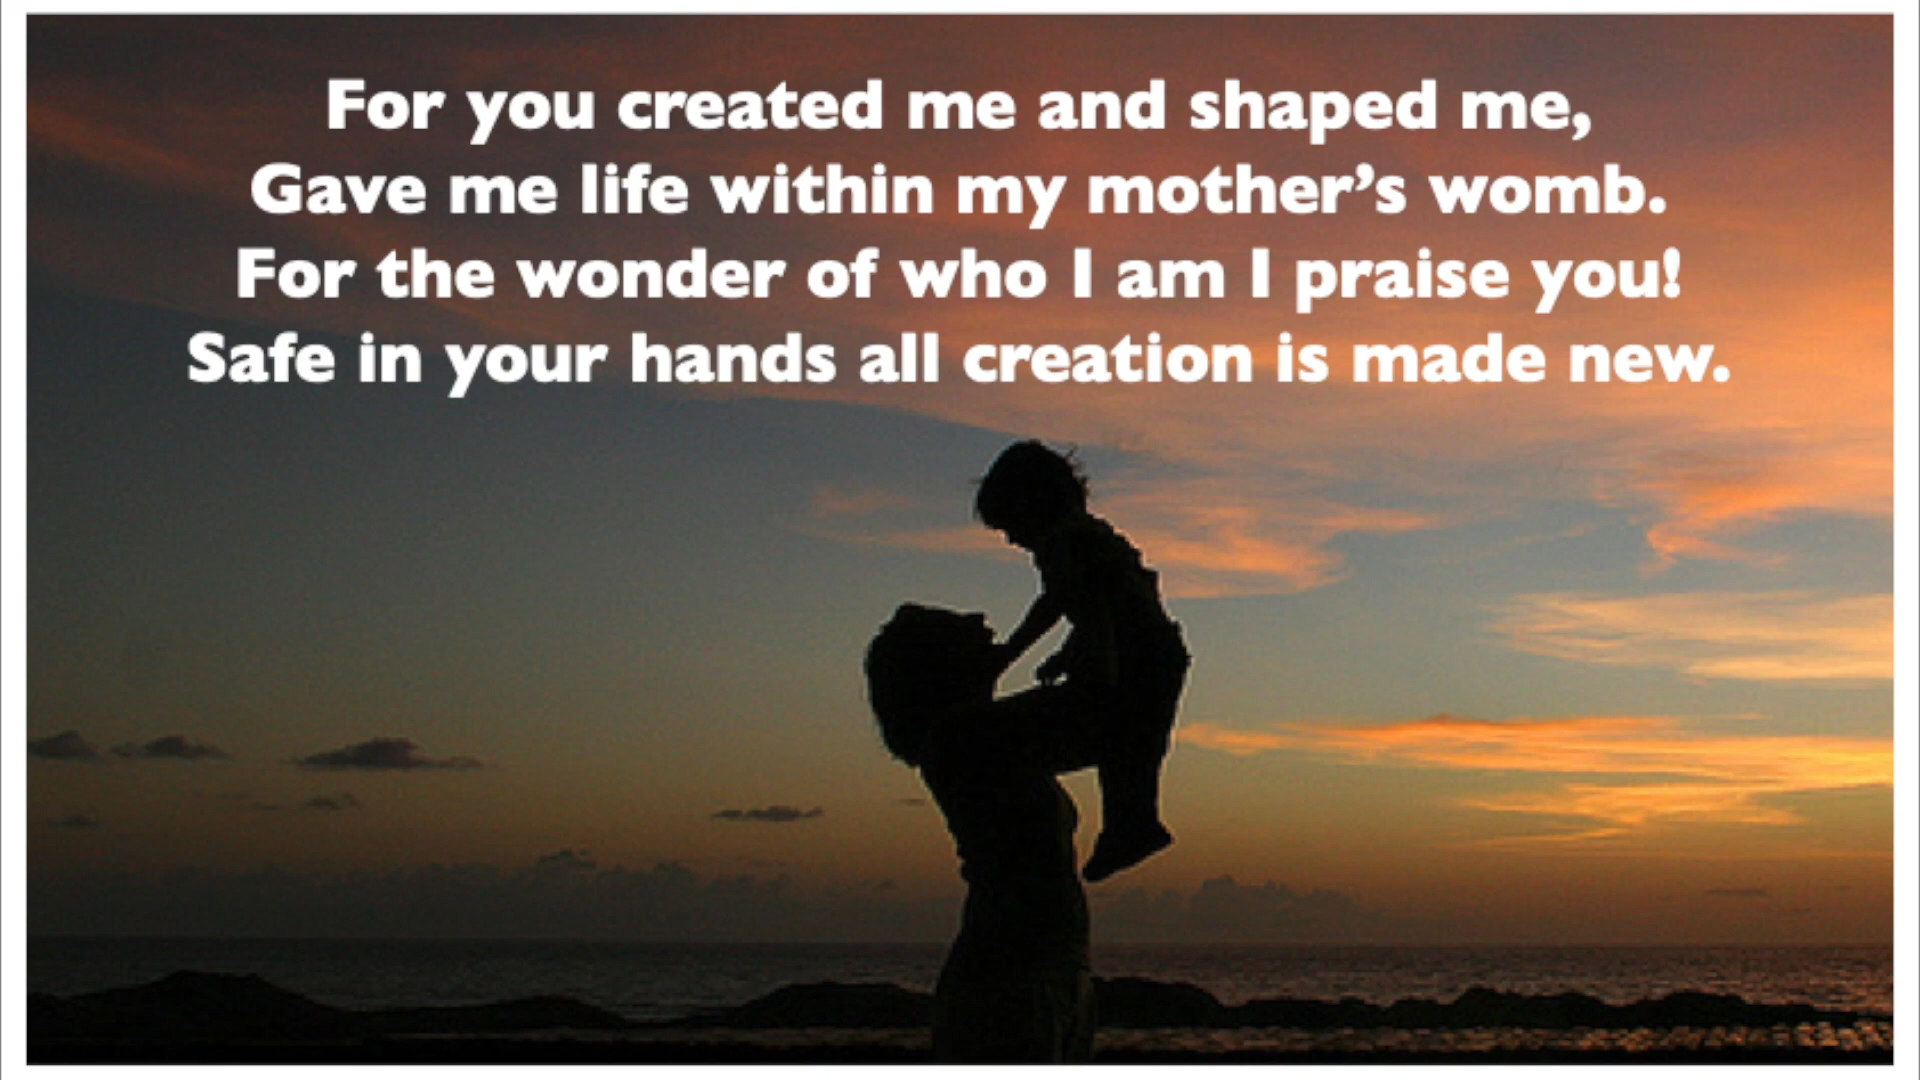 For you created me and shaped me,
Gave me life within my mother’s womb.
For the wonder of who I am I praise you!
Safe in your hands all creation is made new.